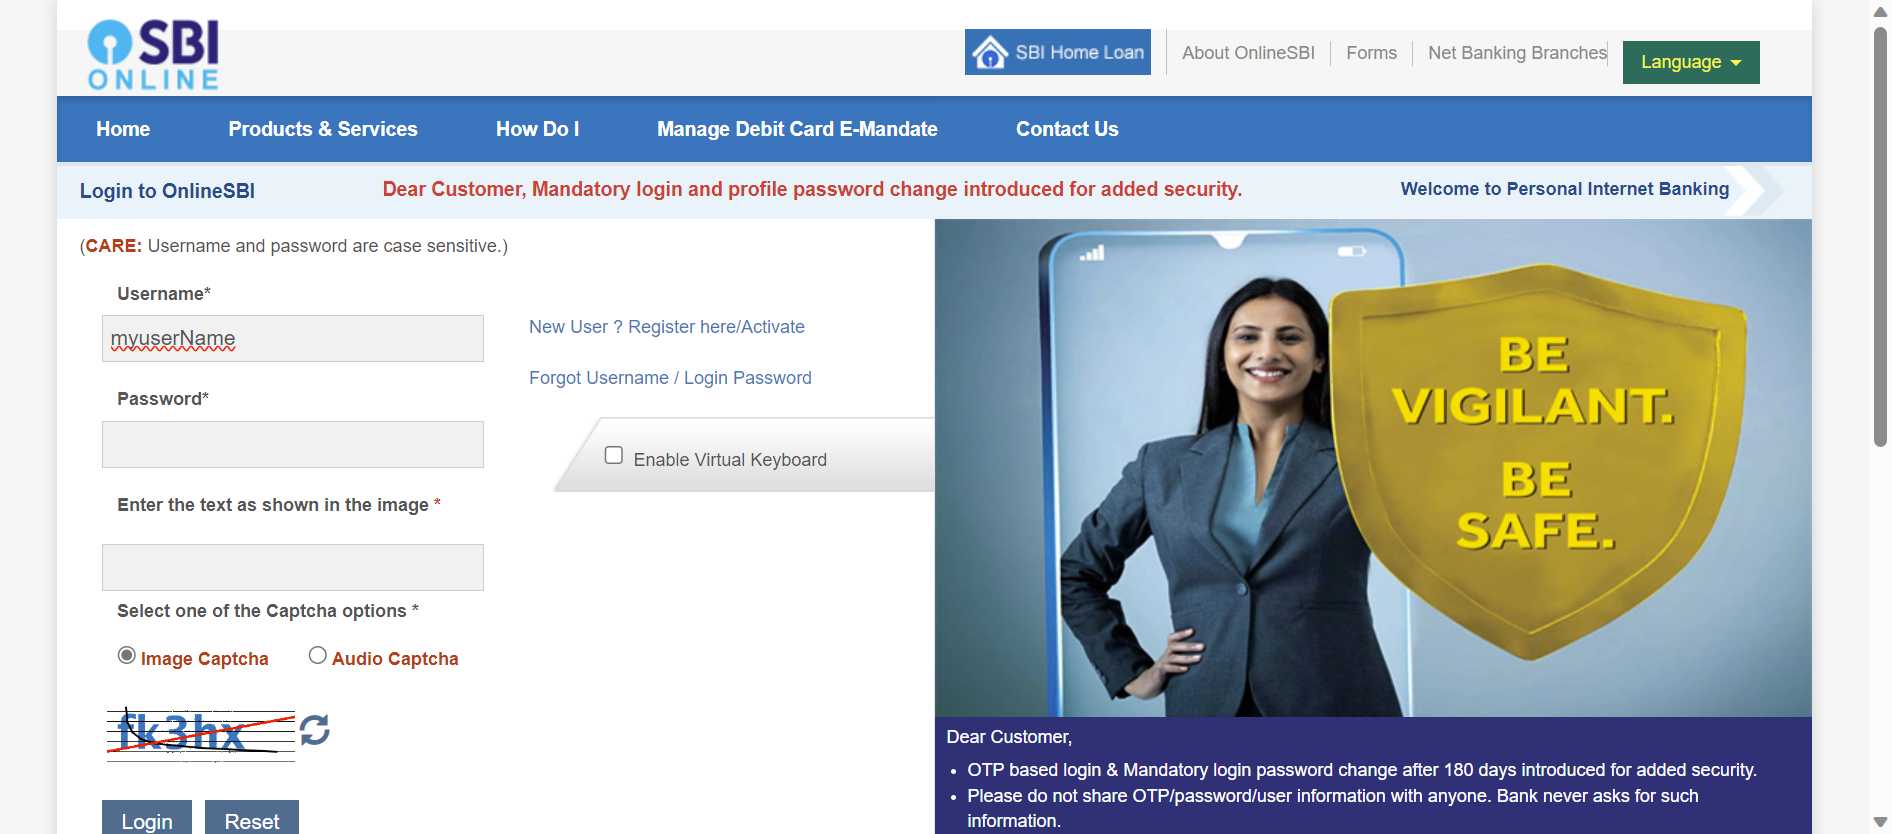 SBI
ONLINE
SBI Home Loan
About OnlineSBI
Forms
Net Banking Branches
Language
Home
Products & Services
How Do I
Manage Debit Card E-Mandate
Contact Us
Login to OnlineSBI
Dear Customer, Mandatory login and profile password change introduced for added security.
Welcome to Personal Internet Banking
(CARE: Username and password are case sensitive.)
Username*
myuserName
New User ? Register here/Activate
Forgot Username / Login Password
Password*
Enable Virtual Keyboard
Enter the text as shown in the image *
Select one of the Captcha options *
Image Captcha
Audio Captcha
fk3hx
Login
Reset
BE
VIGILANT.
BE
SAFE.
Dear Customer,
OTP based login & Mandatory login password change after 180 days introduced for added security.
Please do not share OTP/password/user information with anyone. Bank never asks for such
information.